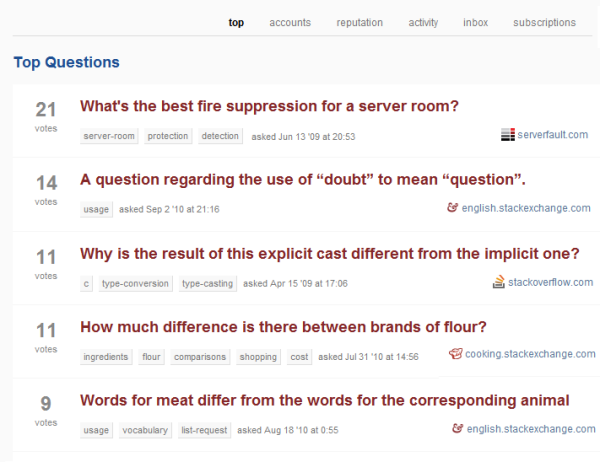 top accounts reputation activity inbox subscriptions
Top Questions
21 What's the best fire suppression for a server room?
votes
server-room protection detection asked Jun 13 '09 at 20:53 serverfault.com
14 A question regarding the use of “doubt” to mean “question”.
votes
usage asked Sep 2 '10 at 21:16 english.stackexchange.com
11 Why is the result of this explicit cast different from the implicit one?
votes
c type-conversion type-casting asked Apr 15 '09 at 17:06 stackoverflow.com
11 How much difference is there between brands of flour?
votes
ingredients flour comparisons shopping cost asked Jul 31 '10 at 14:56 cooking.stackexchange.com
9 Words for meat differ from the words for the corresponding animal
votes
usage vocabulary list-request asked Aug 18 '10 at 0:55 english.stackexchange.com